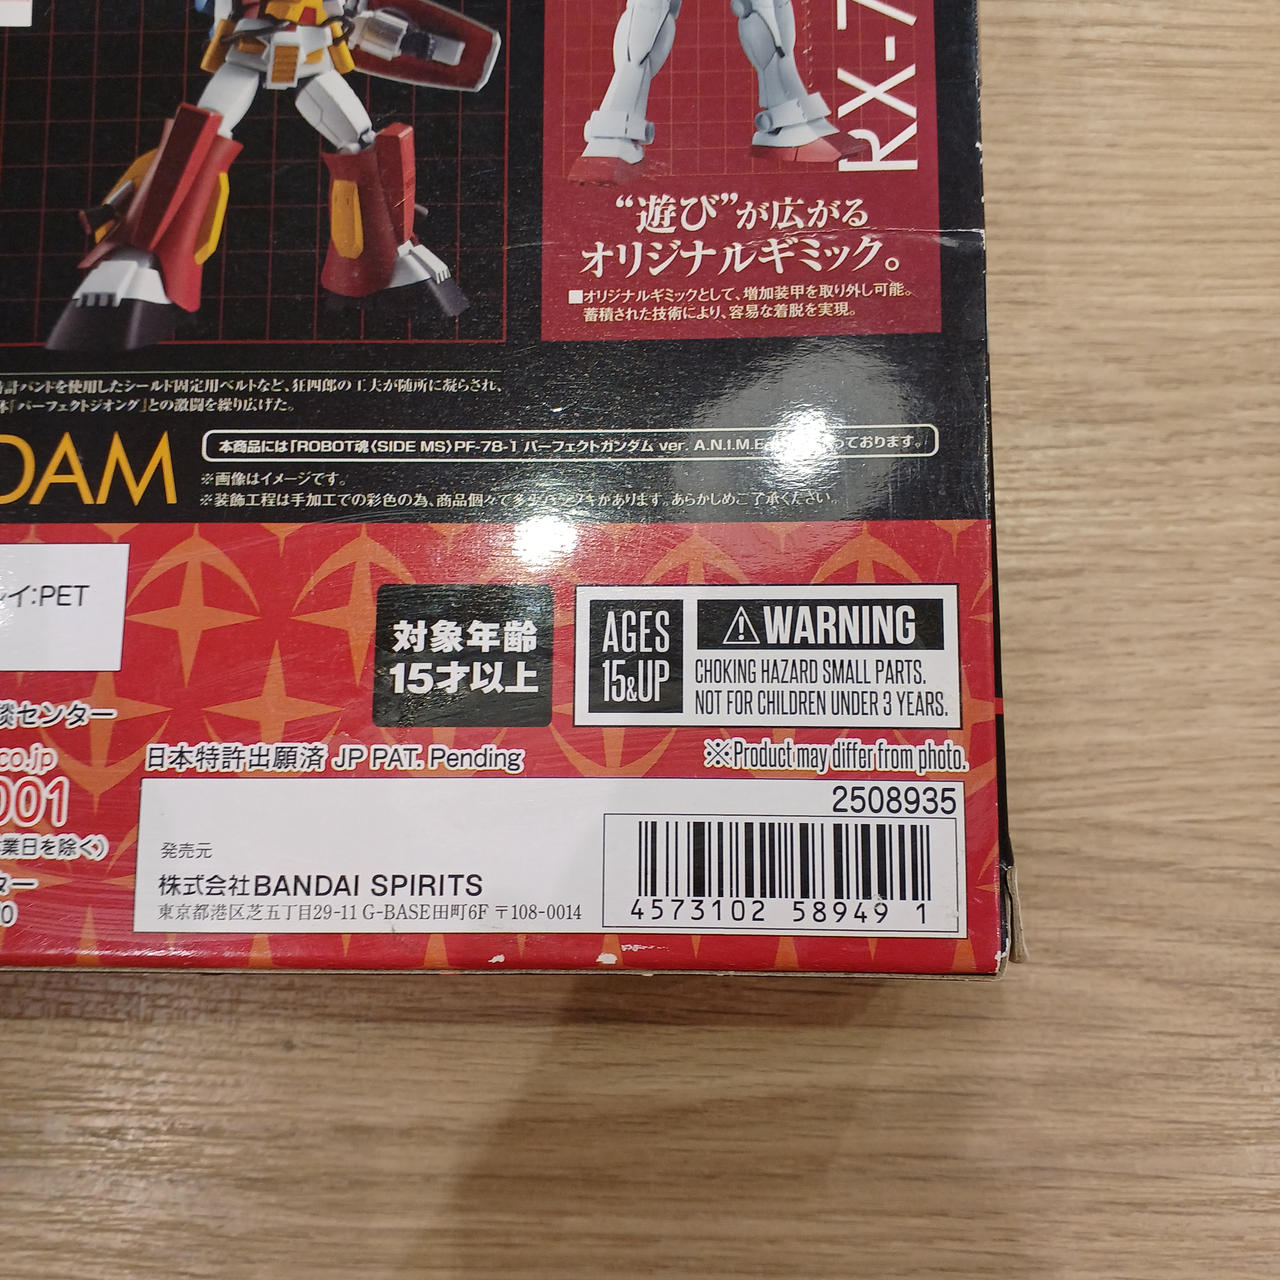 RX-7
“遊び”が広がる
オリジナルギミック。
■オリジナルギミックとして、増加装甲を取り外し可能。
蓄積された技術により、容易な着脱を実現。
時計バンドを使用したシールド固定用ベルトなど、狂四郎の工夫が随所に凝らされ、
体「パーフェクトジオング」との激闘を繰り広げた。
DAM
本商品には「ROBOT魂〈SIDE MS〉PF-78-1 パーフェクトガンダム ver. A.N.I.M.E. っております。
※画像はイメージです。
※装飾工程は手加工での彩色の為、商品個々で多少バラツキがあります。あらかじめご了承ください。
レイ:PET
対象年齢
15才以上
AGES
15&UP
⚠WARNING
CHOKING HAZARD SMALL PARTS.
NOT FOR CHILDREN UNDER 3 YEARS.
談センター
co.jp
001
業日を除く)
ター
0
日本特許出願済 JP PAT. Pending
※Product may differ from photo.
2508935
発売元
株式会社BANDAI SPIRITS
東京都港区芝五丁目29-11 G-BASE田町6F 〒108-0014
4573102 58949 1